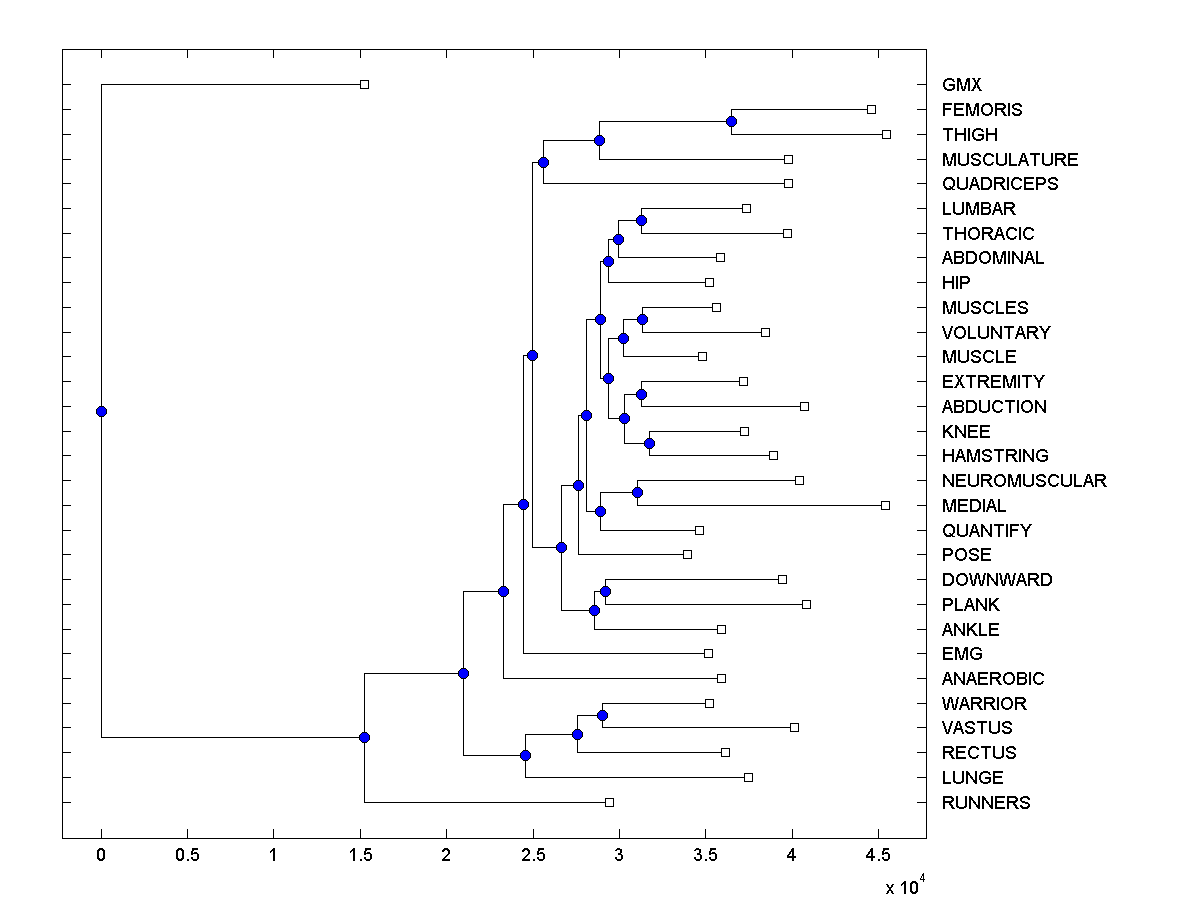 GMX
FEMORIS
THIGH
MUSCULATURE
QUADRICEPS
LUMBAR
THORACIC
ABDOMINAL
HIP
MUSCLES
VOLUNTARY
MUSCLE
EXTREMITY
ABDUCTION
KNEE
HAMSTRING
NEUROMUSCULAR
MEDIAL
QUANTIFY
POSE
DOWNWARD
PLANK
ANKLE
EMG
ANAEROBIC
WARRIOR
VASTUS
RECTUS
LUNGE
RUNNERS
0 0.5 1 1.5 2 2.5 3 3.5 4 4.5
x 10^4